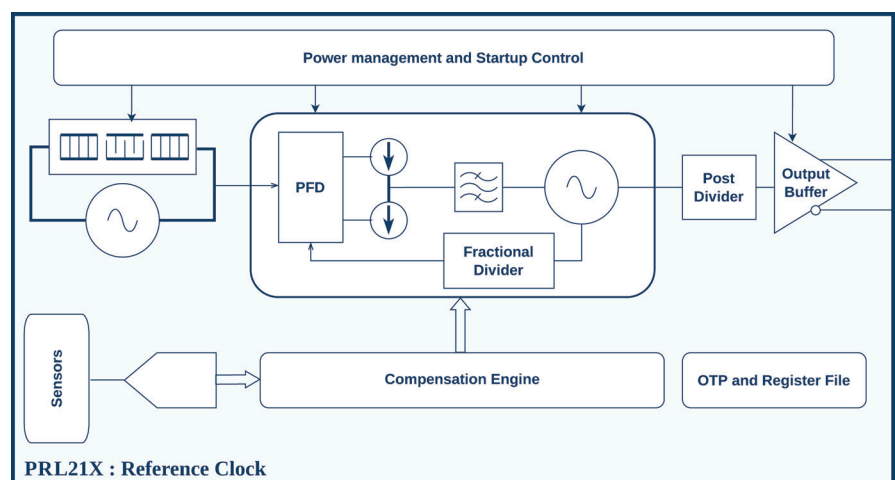 Power management and Startup Control
PFD
Fractional
Divider
Post
Divider
Output
Buffer
Sensors
Compensation Engine
OTP and Register File
PRL21X : Reference Clock